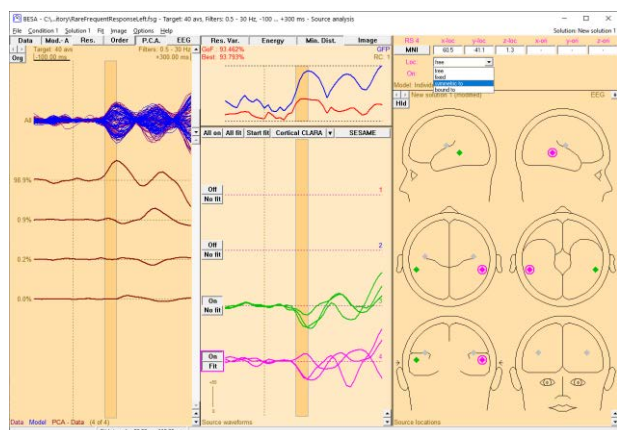 BESA - C:\...itory\RareFrequentResponseLeft.fsg - Target: 40 avs, Filters: 0.5 - 30 Hz, -100 ... +300 ms - Source analysis
File Condition 1 Solution 1 Fit Image Options Help
Solution: New solution 1
Data Mod.- A Res. Order P.C.A. EEG
Org
Target: 40 avs
Filters: 0.5 - 30 Hz
-100.00 ms
+300.00 ms
All
98.9%
0.9%
0.2%
0.0%
Data Model PCA - Data (4 of 4)
Res. Var. Energy Min. Dist. Image
GoF: 93.462%
GFP
Best: 93.793%
RC: 1
All on All fit Start fit Cortical CLARA SESAME
Off
No fit
1
Off
No fit
2
On
No fit
On
Fit
4
Source waveforms
RS 4 x-loc y-loc z-loc x-ori y-ori z-ori
MNI 60.5 -41.1 1.3 - - -
Loc. free
On free
fixed
symmetric to
bound to
Model: Individ
New solution 1 (modified)
EEG
Hld
Source locations